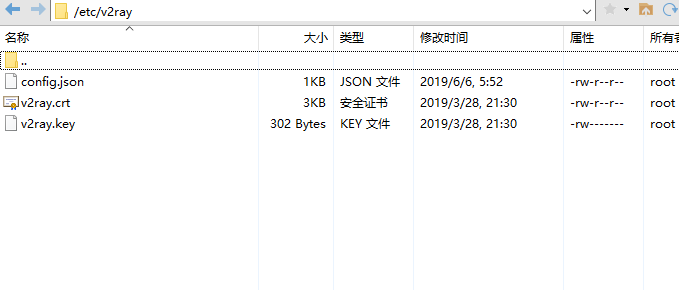 /etc/v2ray
名称 大小 类型 修改时间 属性 所有者
..
config.json 1KB JSON 文件 2019/6/6, 5:52 -rw-r--r-- root
v2ray.crt 3KB 安全证书 2019/3/28, 21:30 -rw-r--r-- root
v2ray.key 302 Bytes KEY 文件 2019/3/28, 21:30 -rw------- root